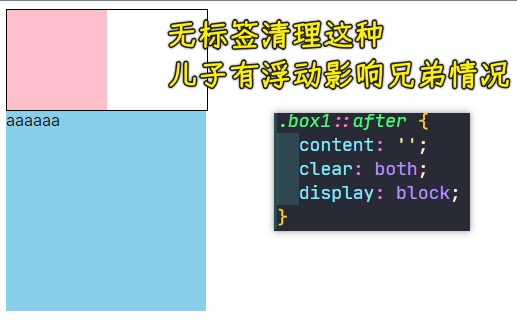 无标签清理这种
儿子有浮动影响兄弟情况
aaaaaa
.box1::after {
content: '';
clear: both;
display: block;
}